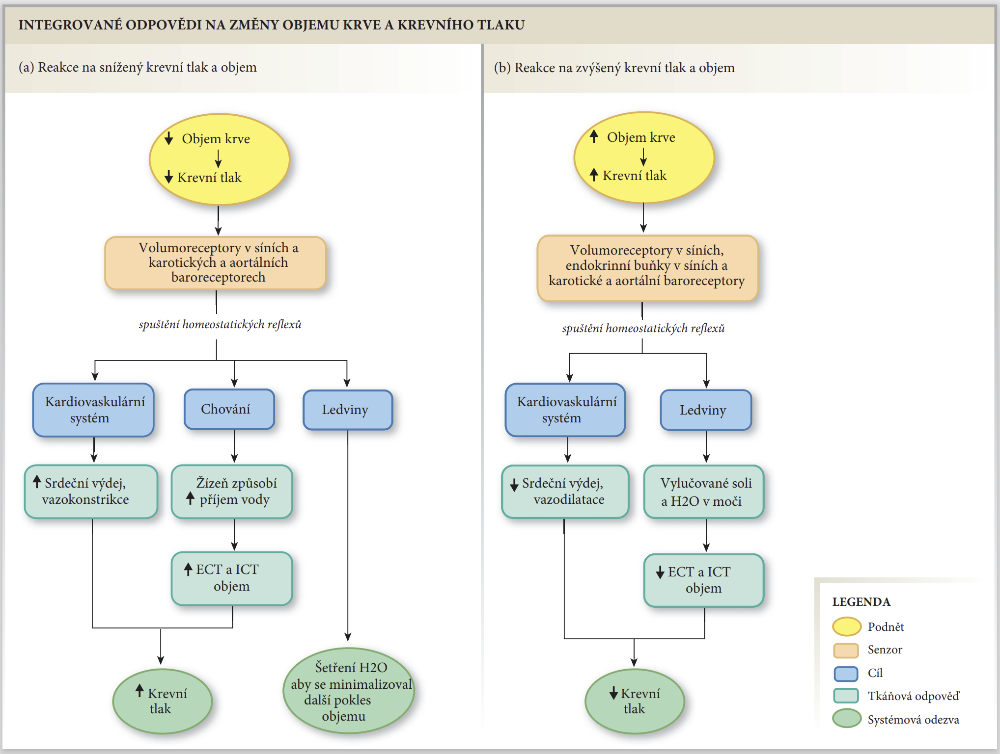 INTEGROVANÉ ODPOVĚDI NA ZMĚNY OBJEMU KRVE A KREVNÍHO TLAKU
(a) Reakce na snížený krevní tlak a objem
Objem krve
Krevní tlak
Volumoreceptory v síních a
karotických a aortálních
baroreceptorech
spuštění homeostatických reflexů
Kardiovaskulární
systém
Chování
Ledviny
Srdeční výdej,
vazokonstrikce
Žízeň způsobí
příjem vody
ECT a ICT
objem
Krevní
tlak
Šetření H2O
aby se minimalizoval
další pokles
objemu
(b) Reakce na zvýšený krevní tlak a objem
Objem krve
Krevní tlak
Volumoreceptory v síních,
endokrinní buňky v síních a
karotické a aortální baroreceptory
spuštění homeostatických reflexů
Kardiovaskulární
systém
Ledviny
Srdeční výdej,
vazodilatace
Vylučované soli
a H2O v moči
ECT a ICT
objem
Krevní
tlak
LEGENDA
Podnět
Senzor
Cíl
Tkáňová odpověď
Systémová odezva